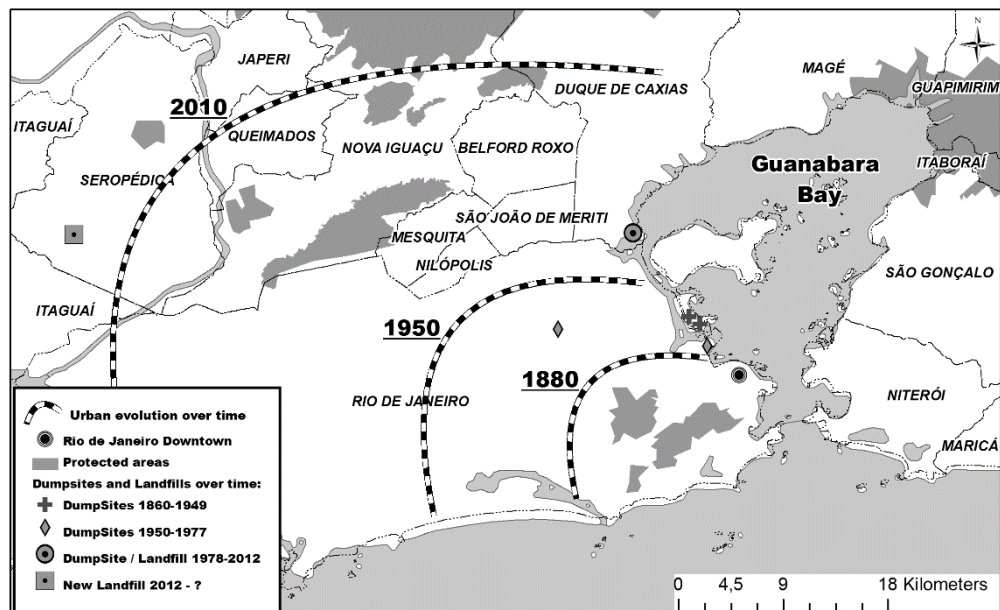 N
JAPERI
MAGÉ
2010
DUQUE DE CAXIAS
GUAPIMIRIM
ITAGUAÍ
QUEIMADOS
NOVA IGUAÇU
BELFORD ROXO
ITABORAÍ
SEROPÉDICA
Guanabara
Bay
SÃO JOÃO DE MERITI
MESQUITA
NILÓPOLIS
SÃO GONÇALO
ITAGUAÍ
1950
1880
RIO DE JANEIRO
NITERÓI
MARICÁ
Urban evolution over time
Rio de Janeiro Downtown
Protected areas
Dumpsites and Landfills over time:
DumpSites 1860-1949
DumpSites 1950-1977
DumpSite / Landfill 1978-2012
New Landfill 2012 - ?
0 4,5 9 18 Kilometers